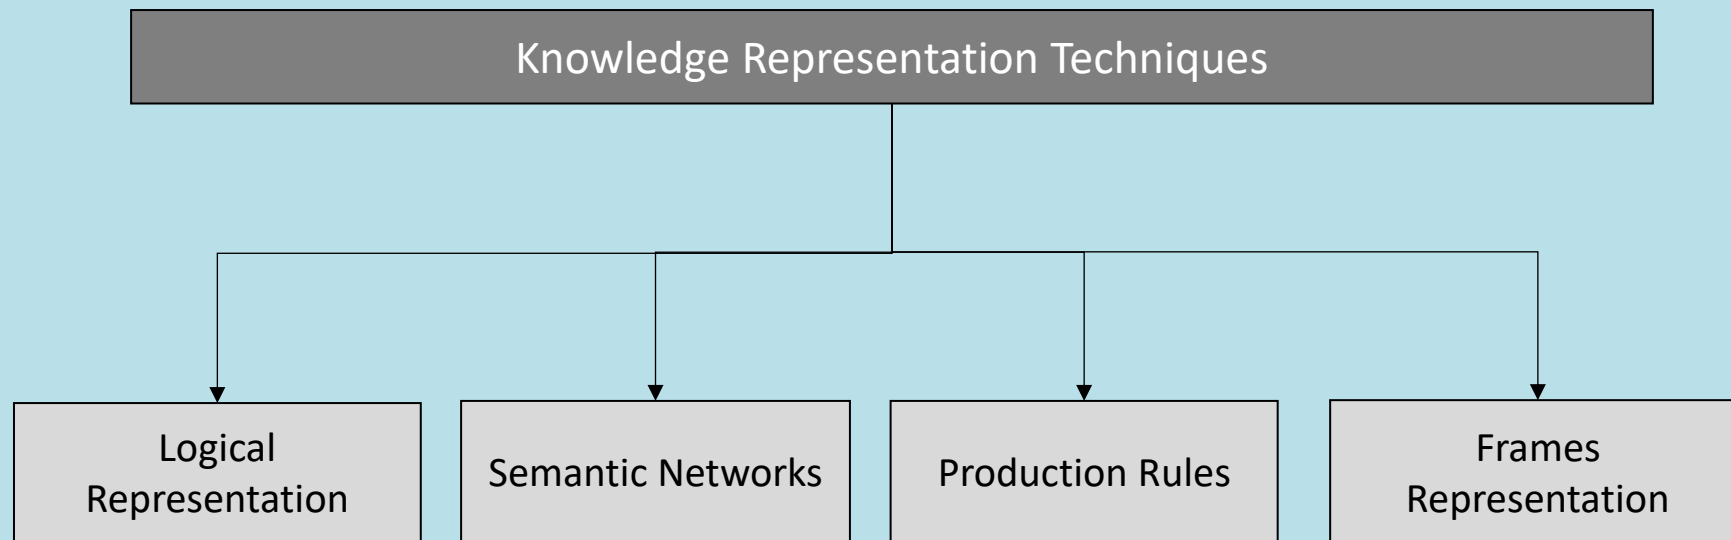 Knowledge Representation Techniques
Logical
Representation
Semantic Networks
Production Rules
Frames
Representation